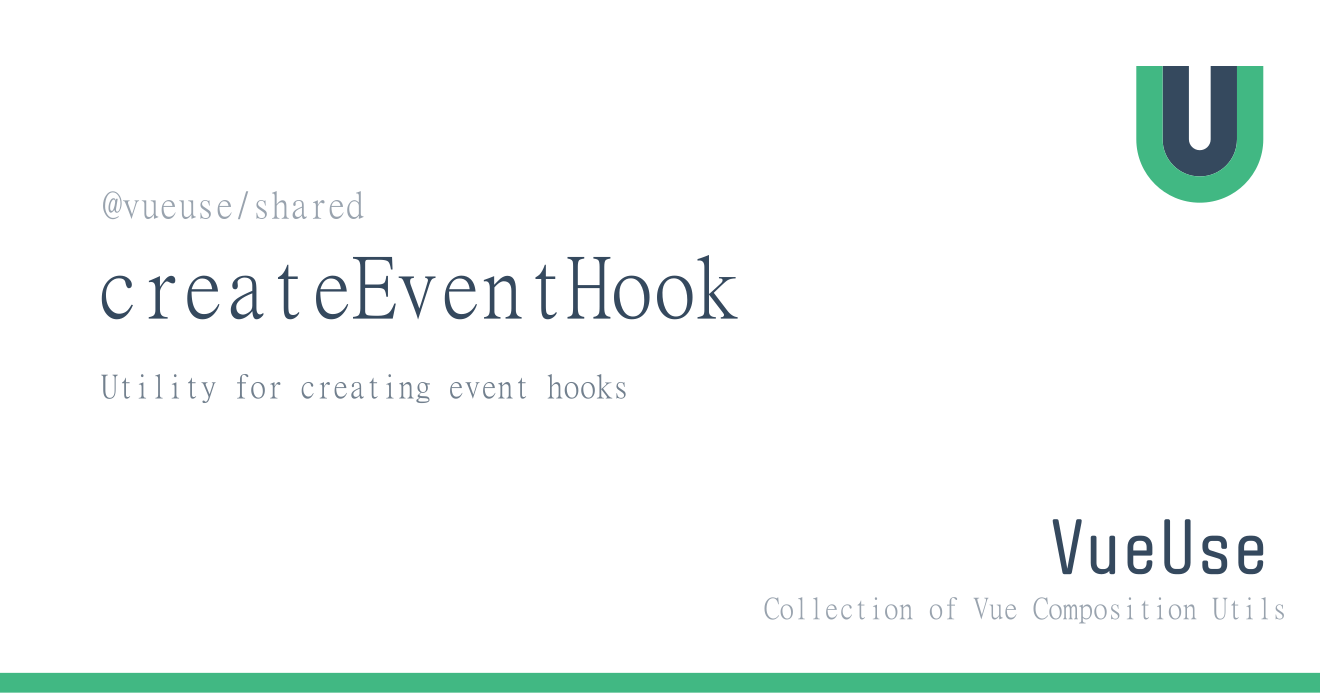 @vueuse/shared
createEventHook
Utility for creating event hooks
VueUse
Collection of Vue Composition Utils